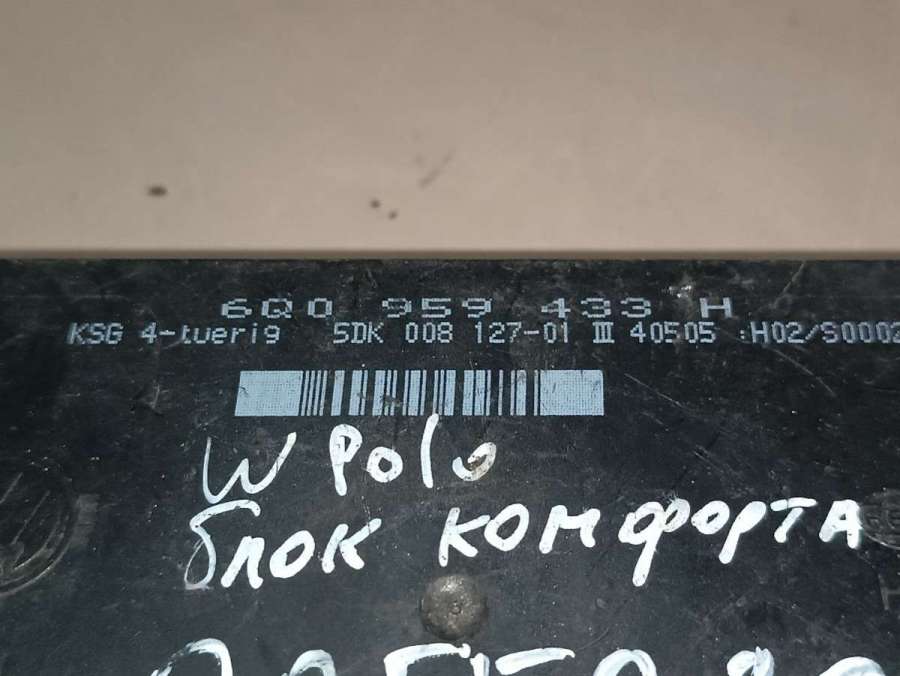 6Q0 959 433 H
KSG 4-tuerig 5DK 008 127-01 III 40505 :H02/S0002
W Polo
блок комфорта